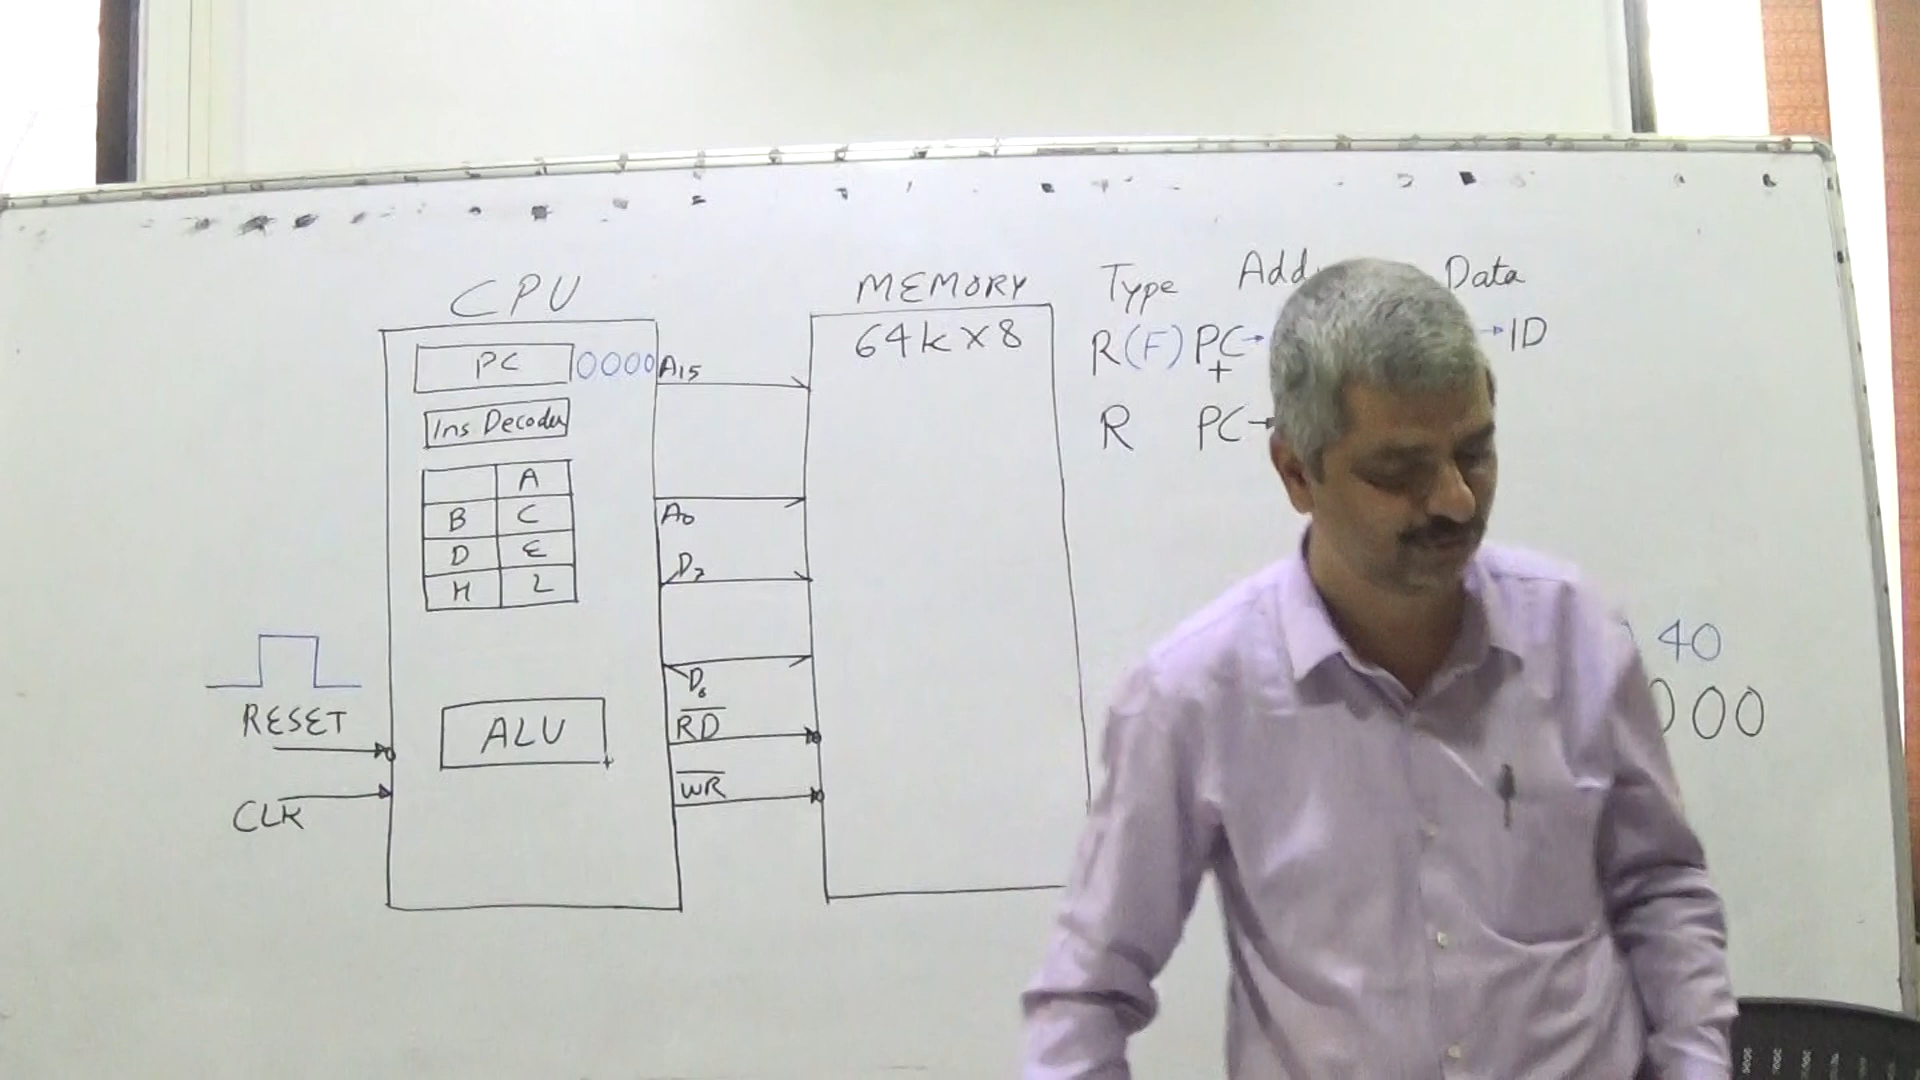 CPU
PC 0000
Ins Decoder
A
B C
D E
H L
ALU
RESET
CLK
A15
A0
D7
D0
RD
WR
MEMORY
64k x 8
Type Data
R(F) PC→ →ID
+
R PC→
40
000